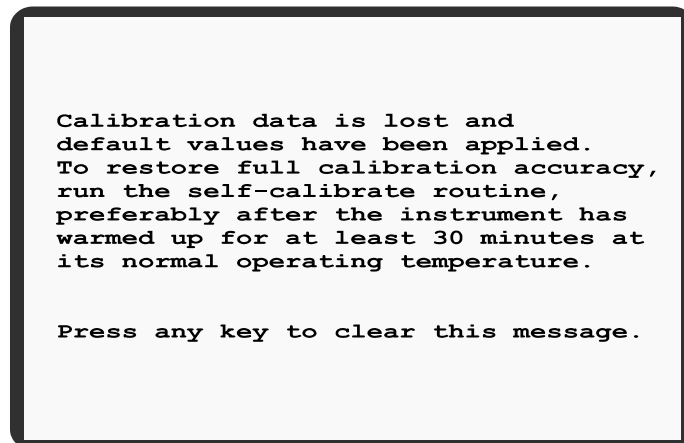 Calibration data is lost and
default values have been applied.
To restore full calibration accuracy,
run the self-calibrate routine,
preferably after the instrument has
warmed up for at least 30 minutes at
its normal operating temperature.
Press any key to clear this message.